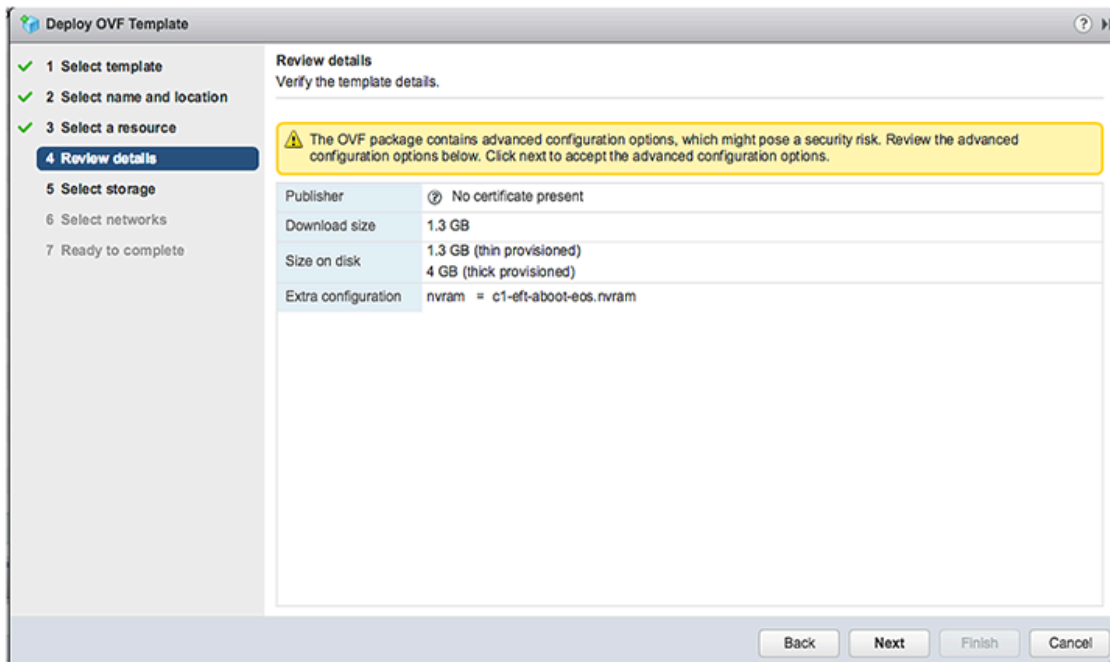 Deploy OVF Template
1 Select template
2 Select name and location
3 Select a resource
4 Review details
5 Select storage
6 Select networks
7 Ready to complete
Review details
Verify the template details.
The OVF package contains advanced configuration options, which might pose a security risk. Review the advanced
configuration options below. Click next to accept the advanced configuration options.
Publisher No certificate present
Download size 1.3 GB
Size on disk 1.3 GB (thin provisioned)
4 GB (thick provisioned)
Extra configuration nvram = c1-eft-aboot-eos.nvram
Back Next Finish Cancel